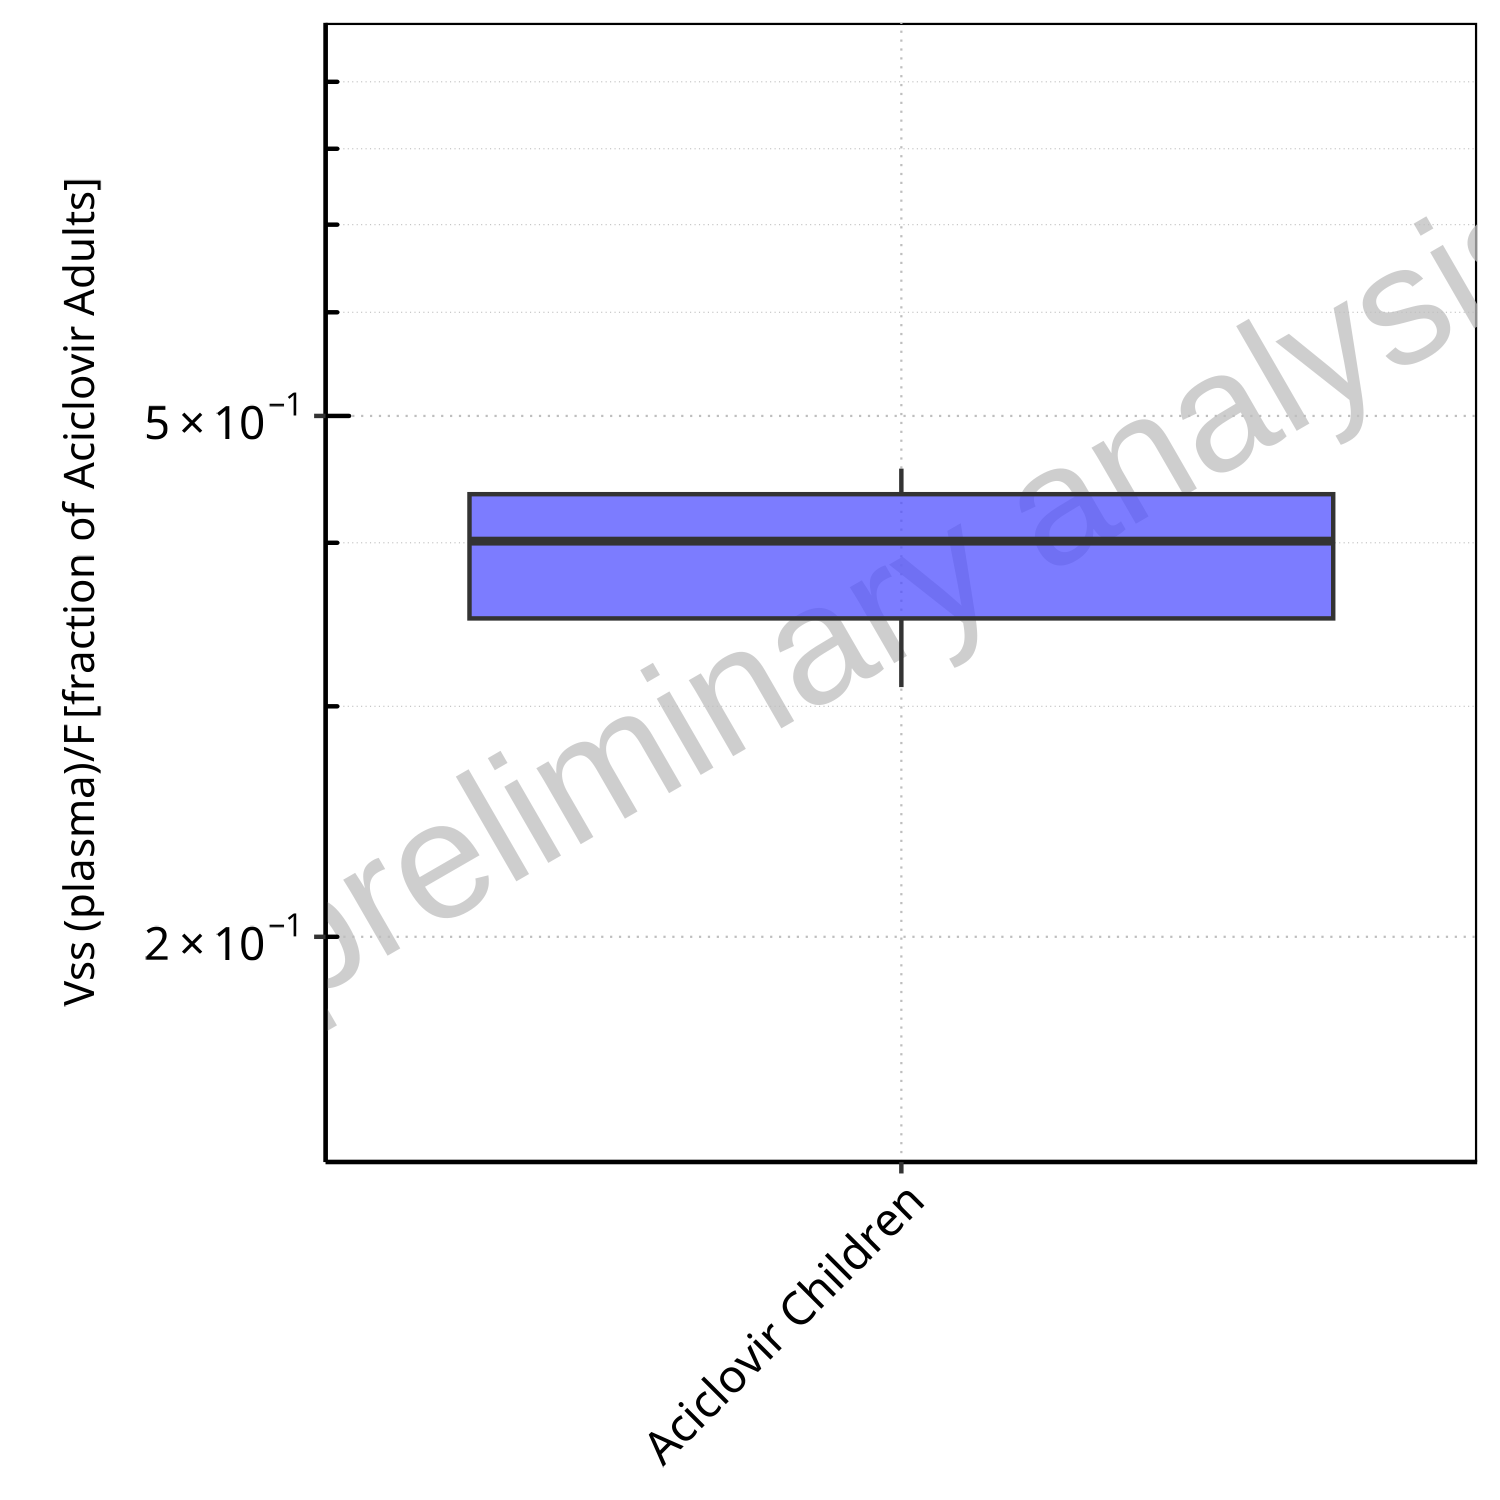 Vss (plasma)/F [fraction of Aciclovir Adults]
5 × 10⁻¹
2 × 10⁻¹
preliminary analysis
Aciclovir Children